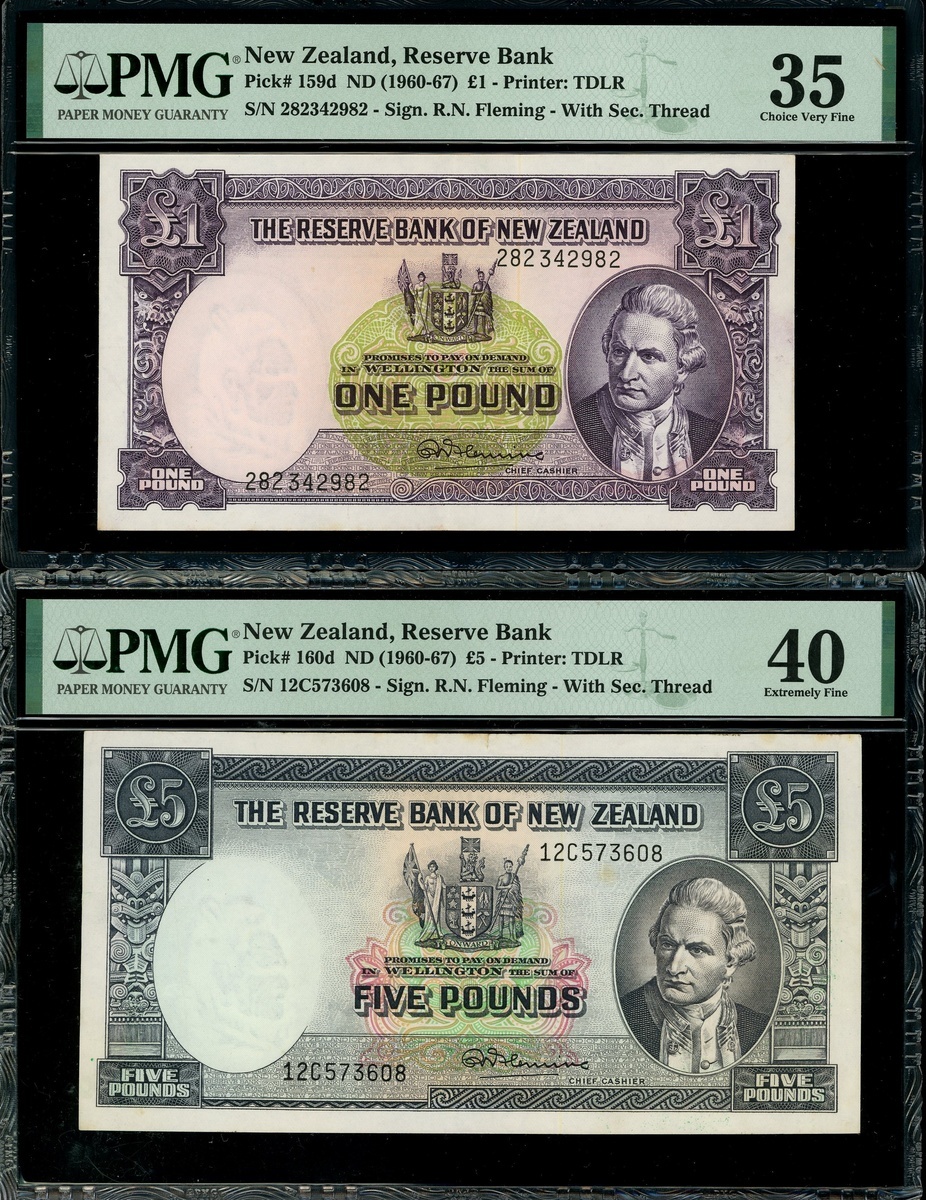 PMG®
PAPER MONEY GUARANTY
New Zealand, Reserve Bank
Pick# 159d ND (1960-67) £1 - Printer: TDLR
S/N 282342982 - Sign. R.N. Fleming - With Sec. Thread
35
Choice Very Fine
£1
£1
THE RESERVE BANK OF NEW ZEALAND
282342982
ONWARD
PROMISES TO PAY ON DEMAND
IN WELLINGTON THE SUM OF
ONE POUND
RNFleming
CHIEF CASHIER
ONE
POUND
282342982
ONE
POUND
PMG®
PAPER MONEY GUARANTY
New Zealand, Reserve Bank
Pick# 160d ND (1960-67) £5 - Printer: TDLR
S/N 12C573608 - Sign. R.N. Fleming - With Sec. Thread
40
Extremely Fine
£5
£5
THE RESERVE BANK OF NEW ZEALAND
12C573608
ONWARD
PROMISES TO PAY ON DEMAND
IN WELLINGTON THE SUM OF
FIVE POUNDS
RNFleming
CHIEF CASHIER
12C573608
FIVE
POUNDS
FIVE
POUNDS